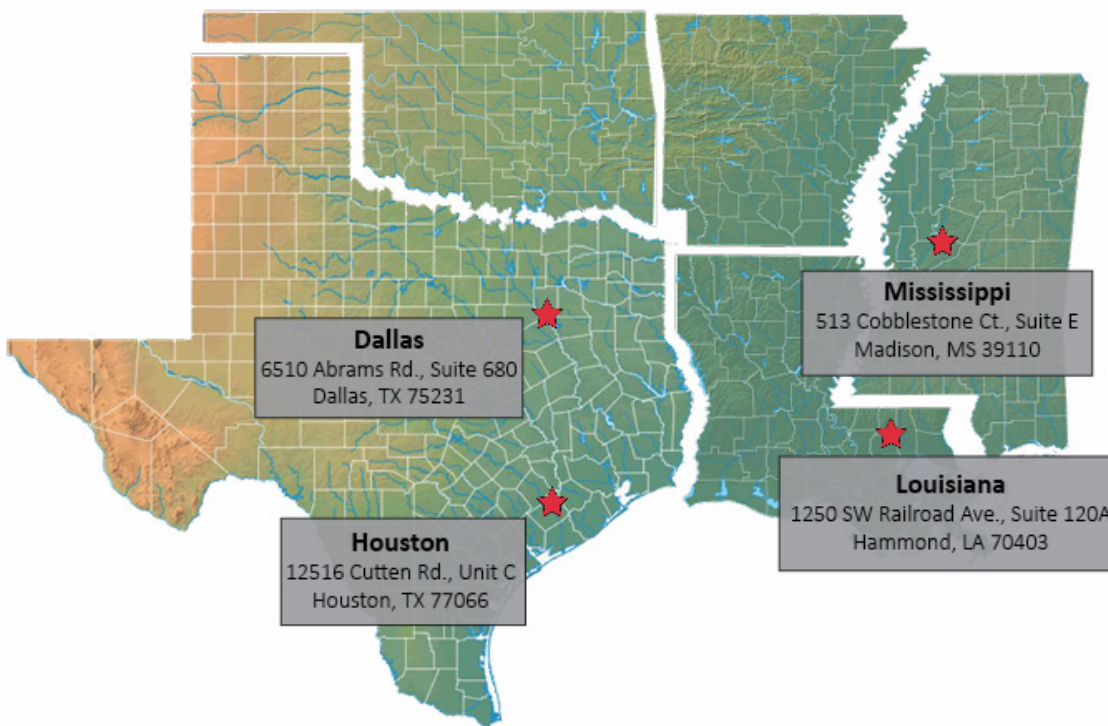 Dallas
6510 Abrams Rd., Suite 680
Dallas, TX 75231
Houston
12516 Cutten Rd., Unit C
Houston, TX 77066
Mississippi
513 Cobblestone Ct., Suite E
Madison, MS 39110
Louisiana
1250 SW Railroad Ave., Suite 120A
Hammond, LA 70403